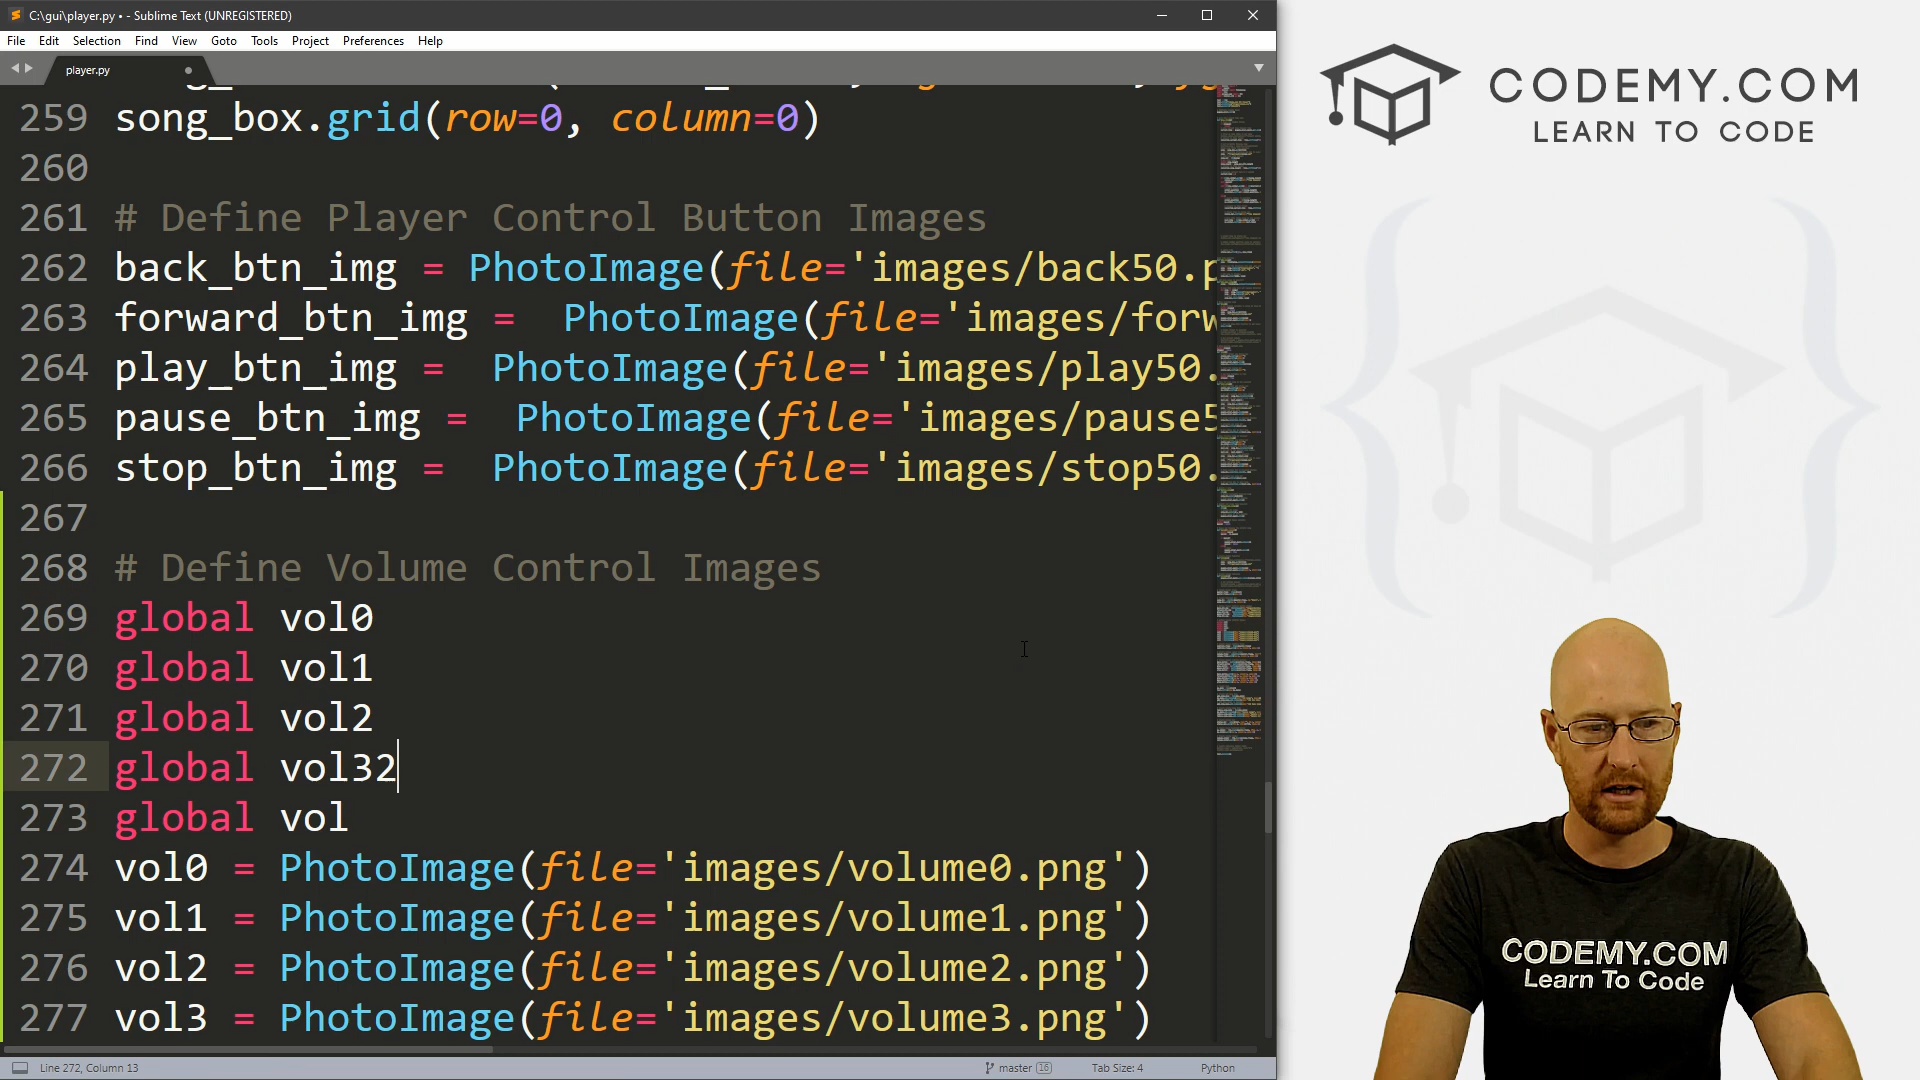 C:\gui\player.py • - Sublime Text (UNREGISTERED)
File Edit Selection Find View Goto Tools Project Preferences Help
player.py
259 song_box.grid(row=0, column=0)
260
261 # Define Player Control Button Images
262 back_btn_img = PhotoImage(file='images/back50.p
263 forward_btn_img =  PhotoImage(file='images/forw
264 play_btn_img =  PhotoImage(file='images/play50.
265 pause_btn_img =  PhotoImage(file='images/pause5
266 stop_btn_img =  PhotoImage(file='images/stop50.
267
268 # Define Volume Control Images
269 global vol0
270 global vol1
271 global vol2
272 global vol32
273 global vol
274 vol0 = PhotoImage(file='images/volume0.png')
275 vol1 = PhotoImage(file='images/volume1.png')
276 vol2 = PhotoImage(file='images/volume2.png')
277 vol3 = PhotoImage(file='images/volume3.png')
Line 272, Column 13
master 16
Tab Size: 4
Python
CODEMY.COM
LEARN TO CODE
CODEMY.COM
Learn To Code